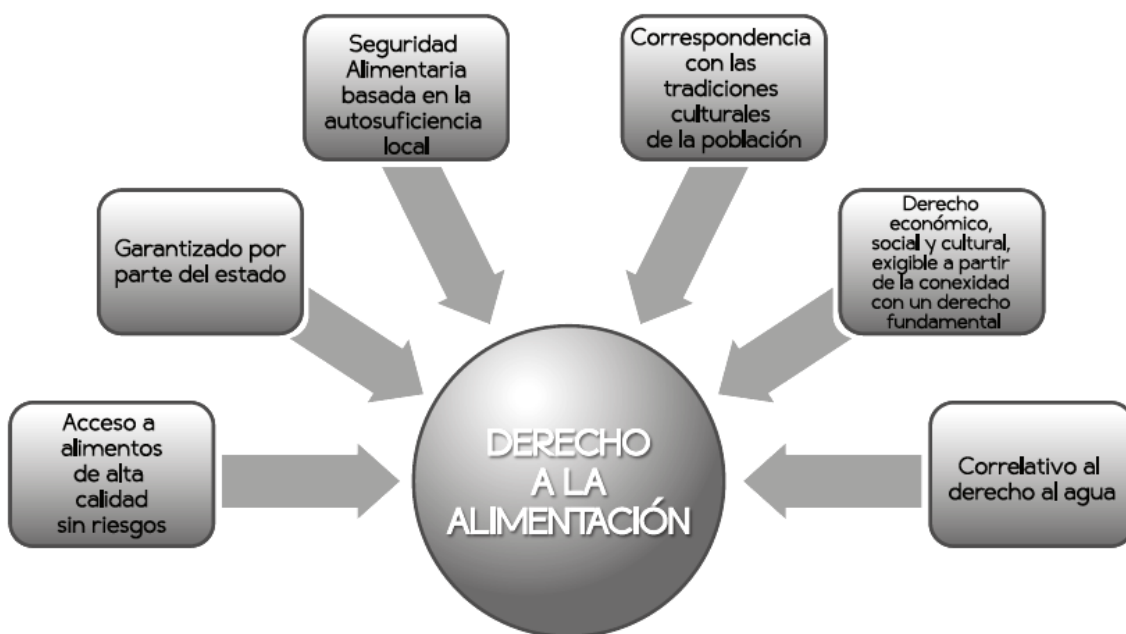 Seguridad
Alimentaria
basada en la
autosuficiencia
local
Correspondencia
con las
tradiciones
culturales
de la población
Garantizado por
parte del estado
Derecho
económico,
social y cultural,
exigible a partir
de la conexidad
con un derecho
fundamental
Acceso a
alimentos
de alta
calidad
sin riesgos
DERECHO
A LA
ALIMENTACIÓN
Correlativo al
derecho al agua